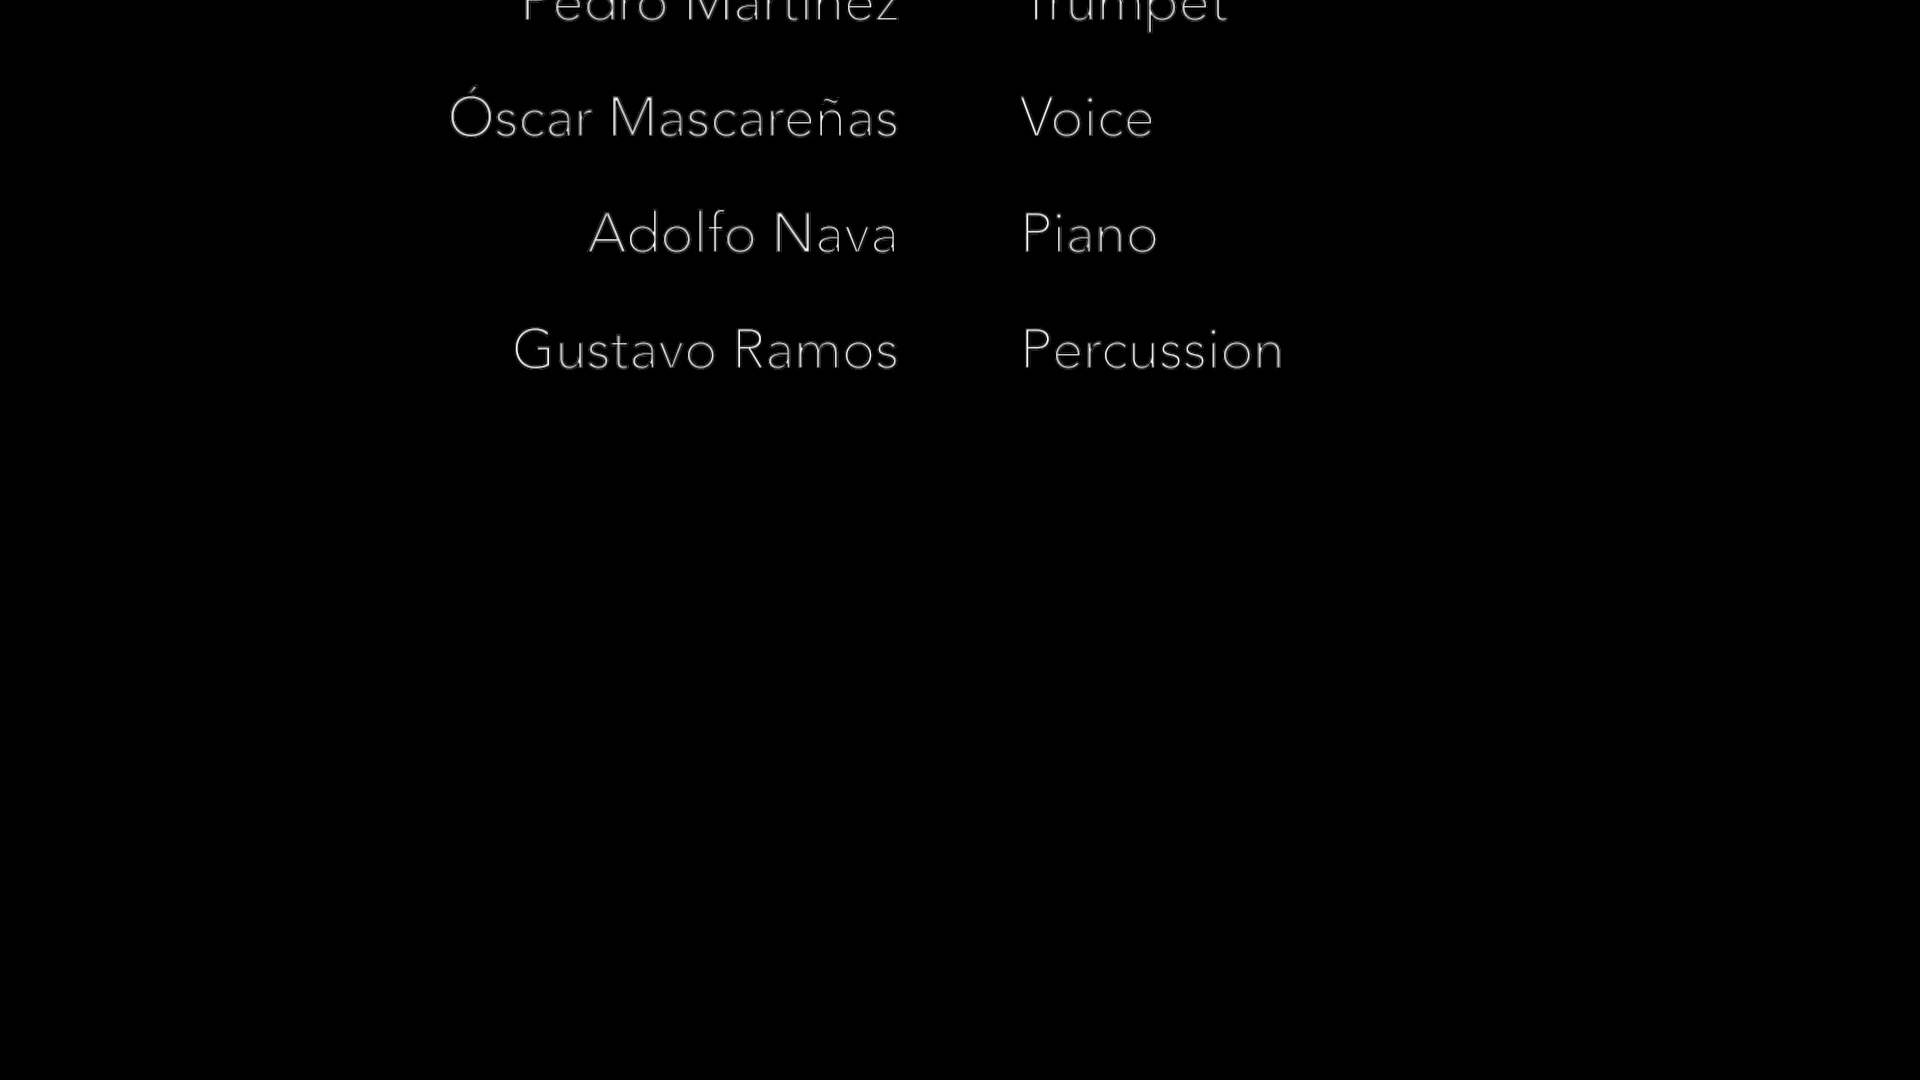 Pedro Martínez Trumpet
Óscar Mascareñas Voice
Adolfo Nava Piano
Gustavo Ramos Percussion